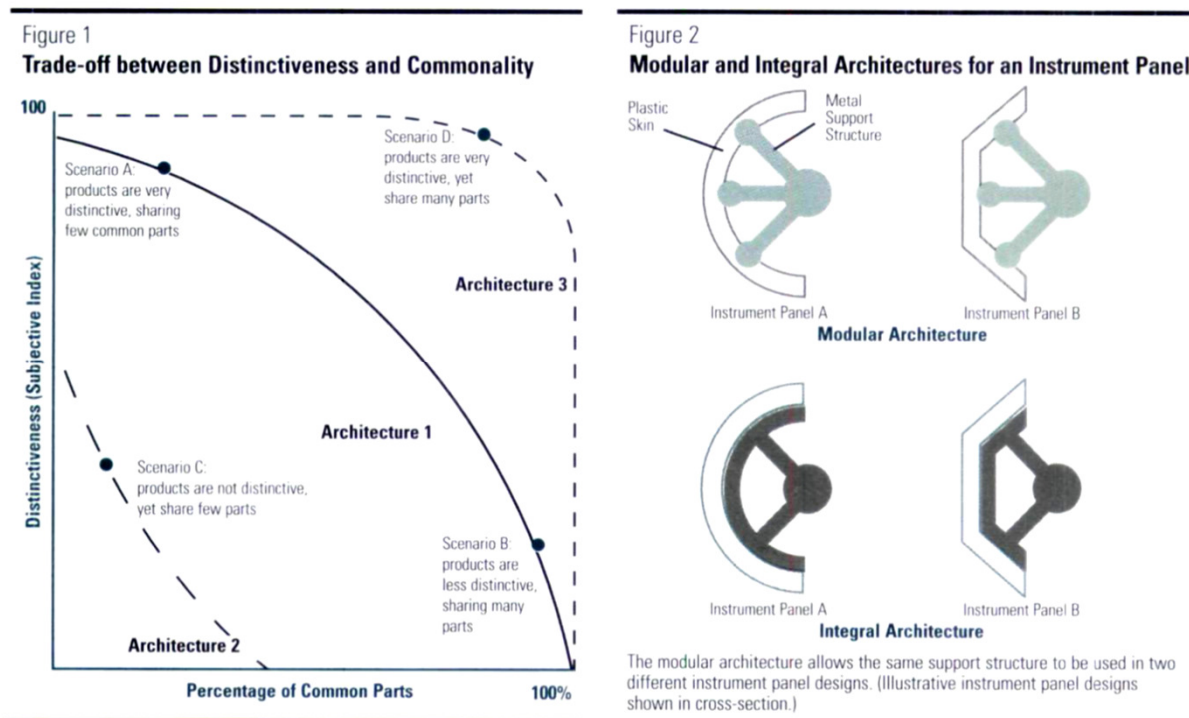 Figure 1
Trade-off between Distinctiveness and Commonality
100
Distinctiveness (Subjective Index)
Scenario A:
products are very
distinctive, sharing
few common parts
Scenario D:
products are very
distinctive, yet
share many parts
Architecture 3
Architecture 1
Scenario C:
products are not distinctive,
yet share few parts
Scenario B:
products are
less distinctive,
sharing many
parts
Architecture 2
Percentage of Common Parts
100%
Figure 2
Modular and Integral Architectures for an Instrument Panel
Plastic
Skin
Metal
Support
Structure
Instrument Panel A
Instrument Panel B
Modular Architecture
Instrument Panel A
Instrument Panel B
Integral Architecture
The modular architecture allows the same support structure to be used in two
different instrument panel designs. (Illustrative instrument panel designs
shown in cross-section.)